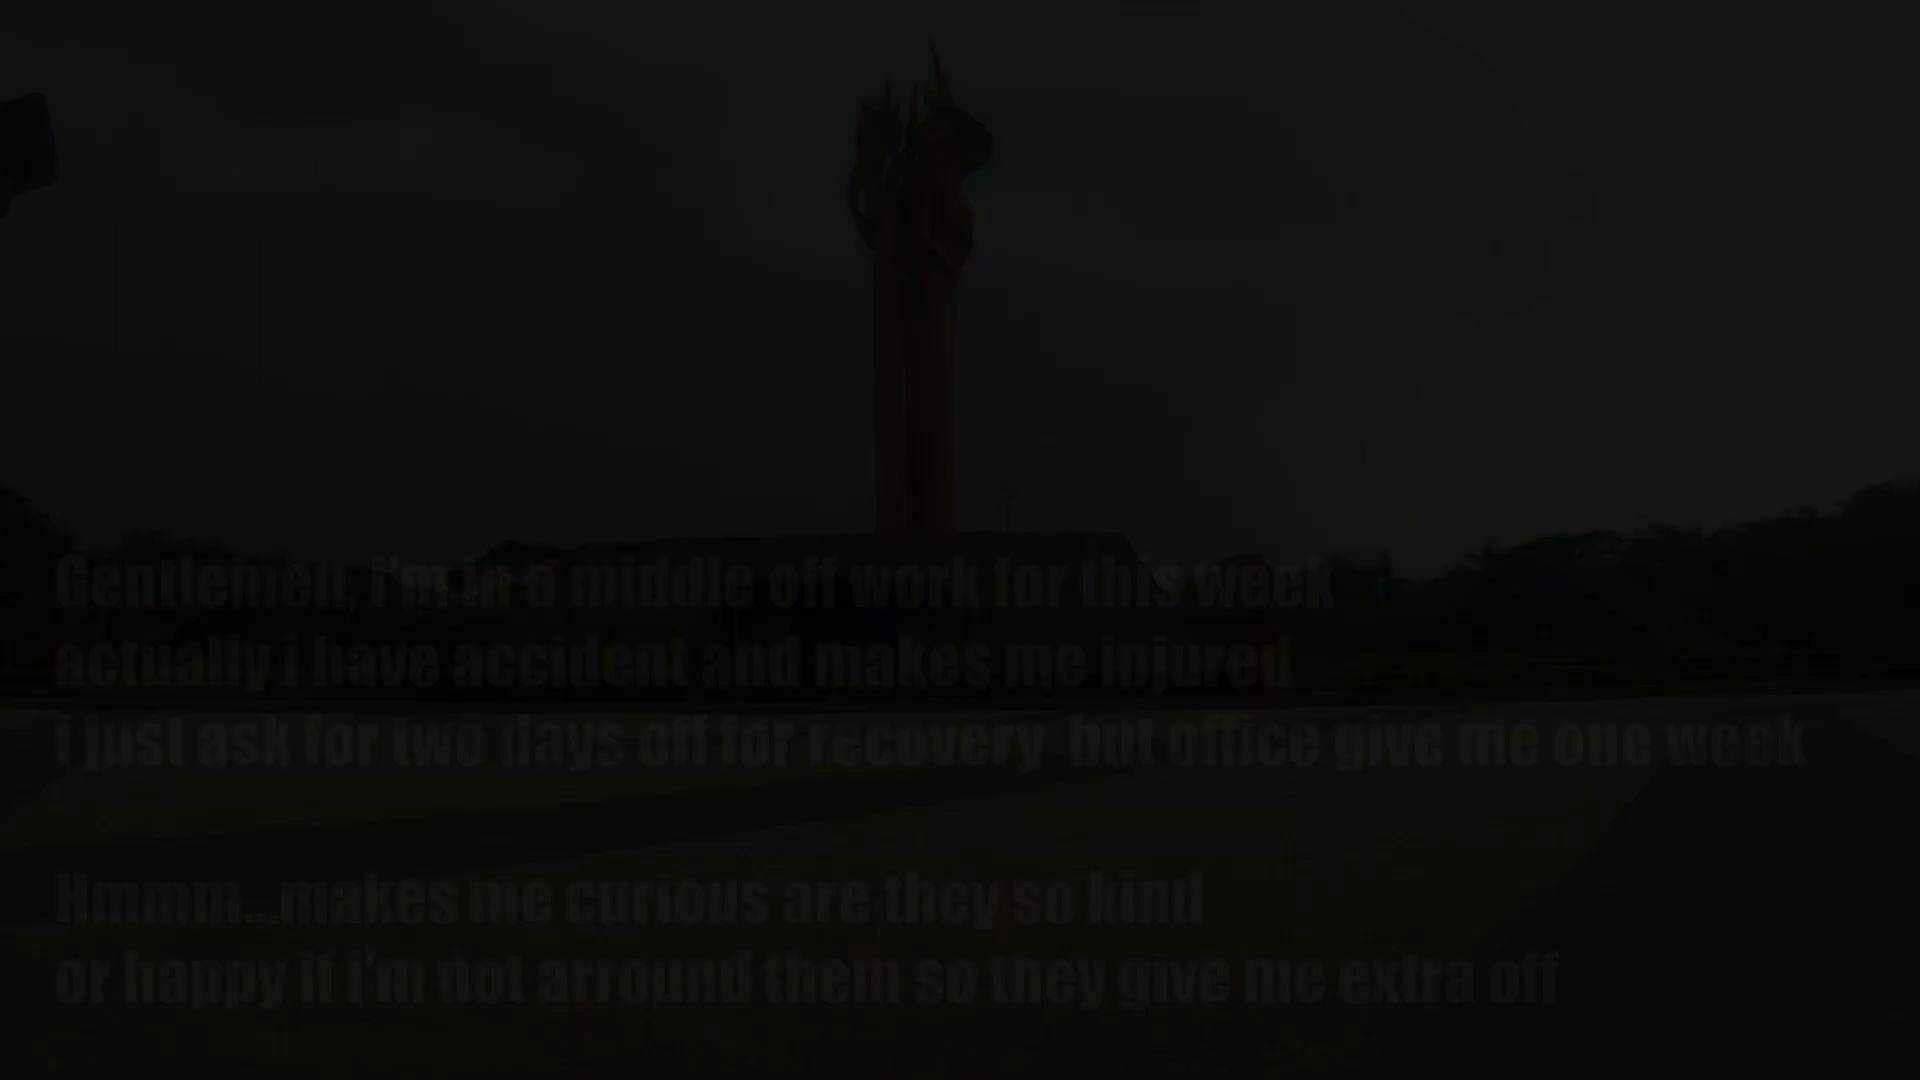 Gentlemen, i'm in a middle off work for this week
actually i have accident and makes me injured
i just ask for two days off for recovery but office give me one week
Hmmm...makes me curious are they so kind
or happy if i'm not arround them so they give me extra off